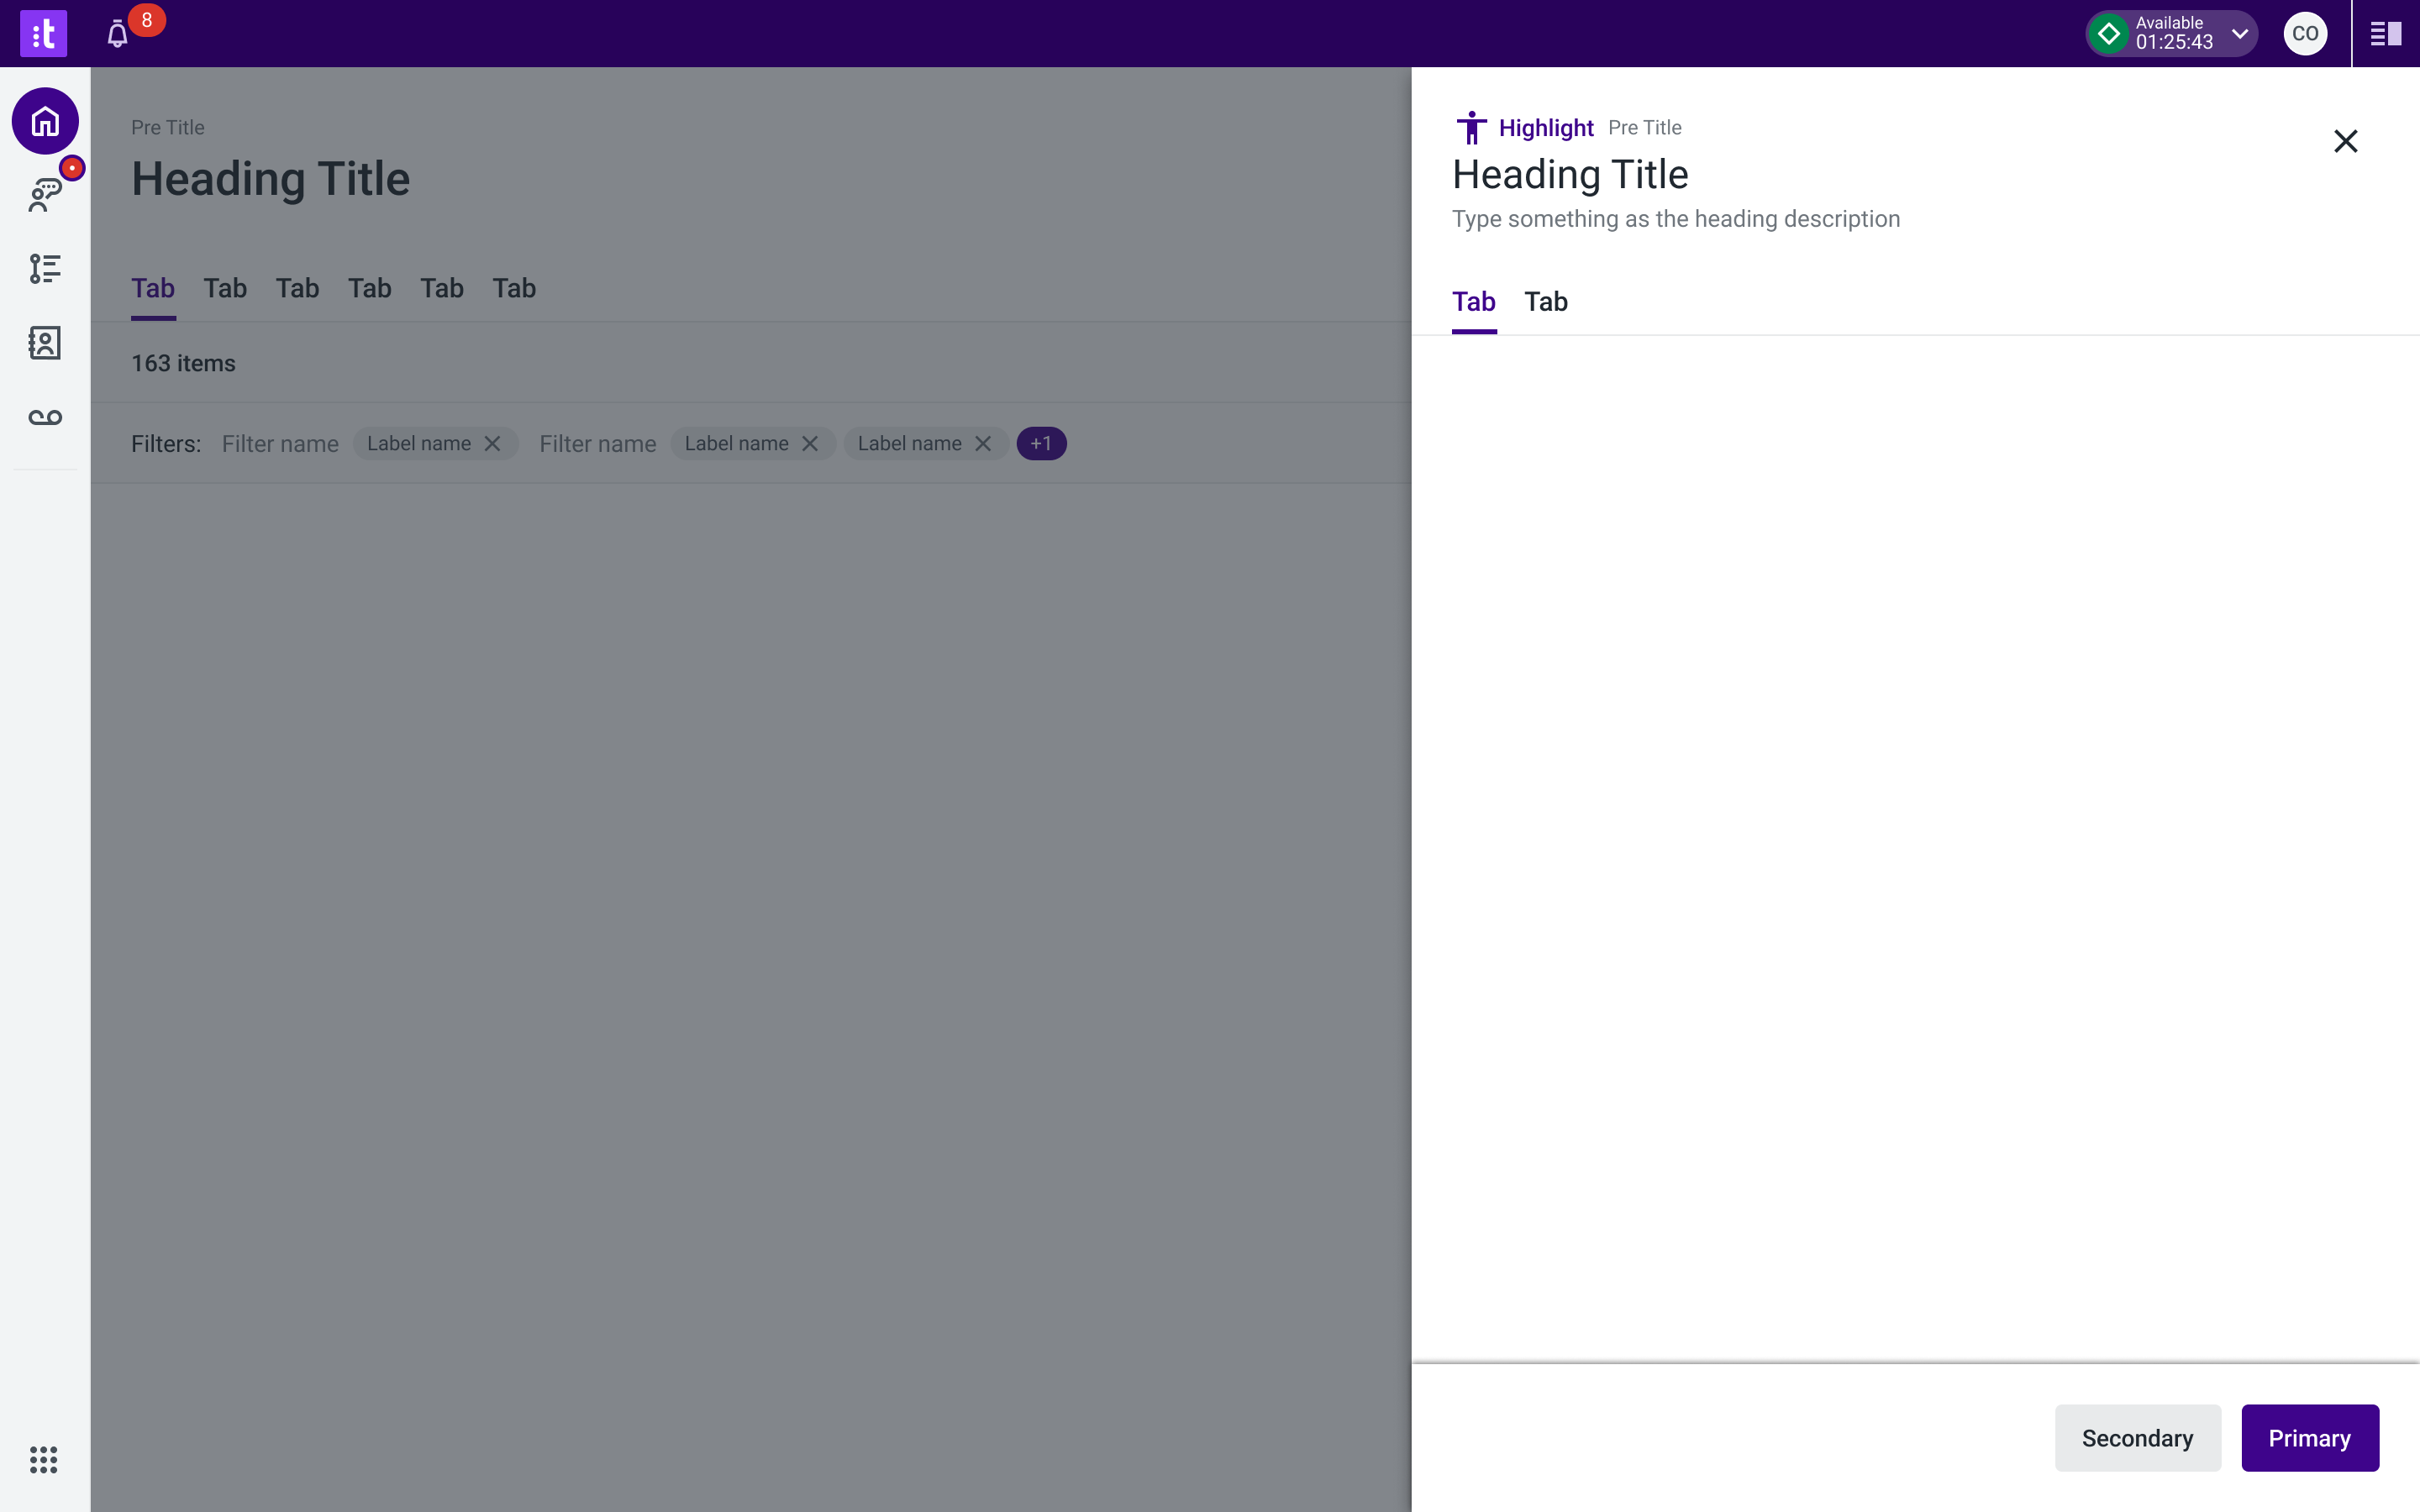 :t
8
Available
01:25:43
CO
Pre Title
Heading Title
Tab Tab Tab Tab Tab Tab
163 items
Filters: Filter name Label name Filter name Label name Label name +1
Highlight Pre Title
Heading Title
Type something as the heading description
Tab Tab
Secondary Primary